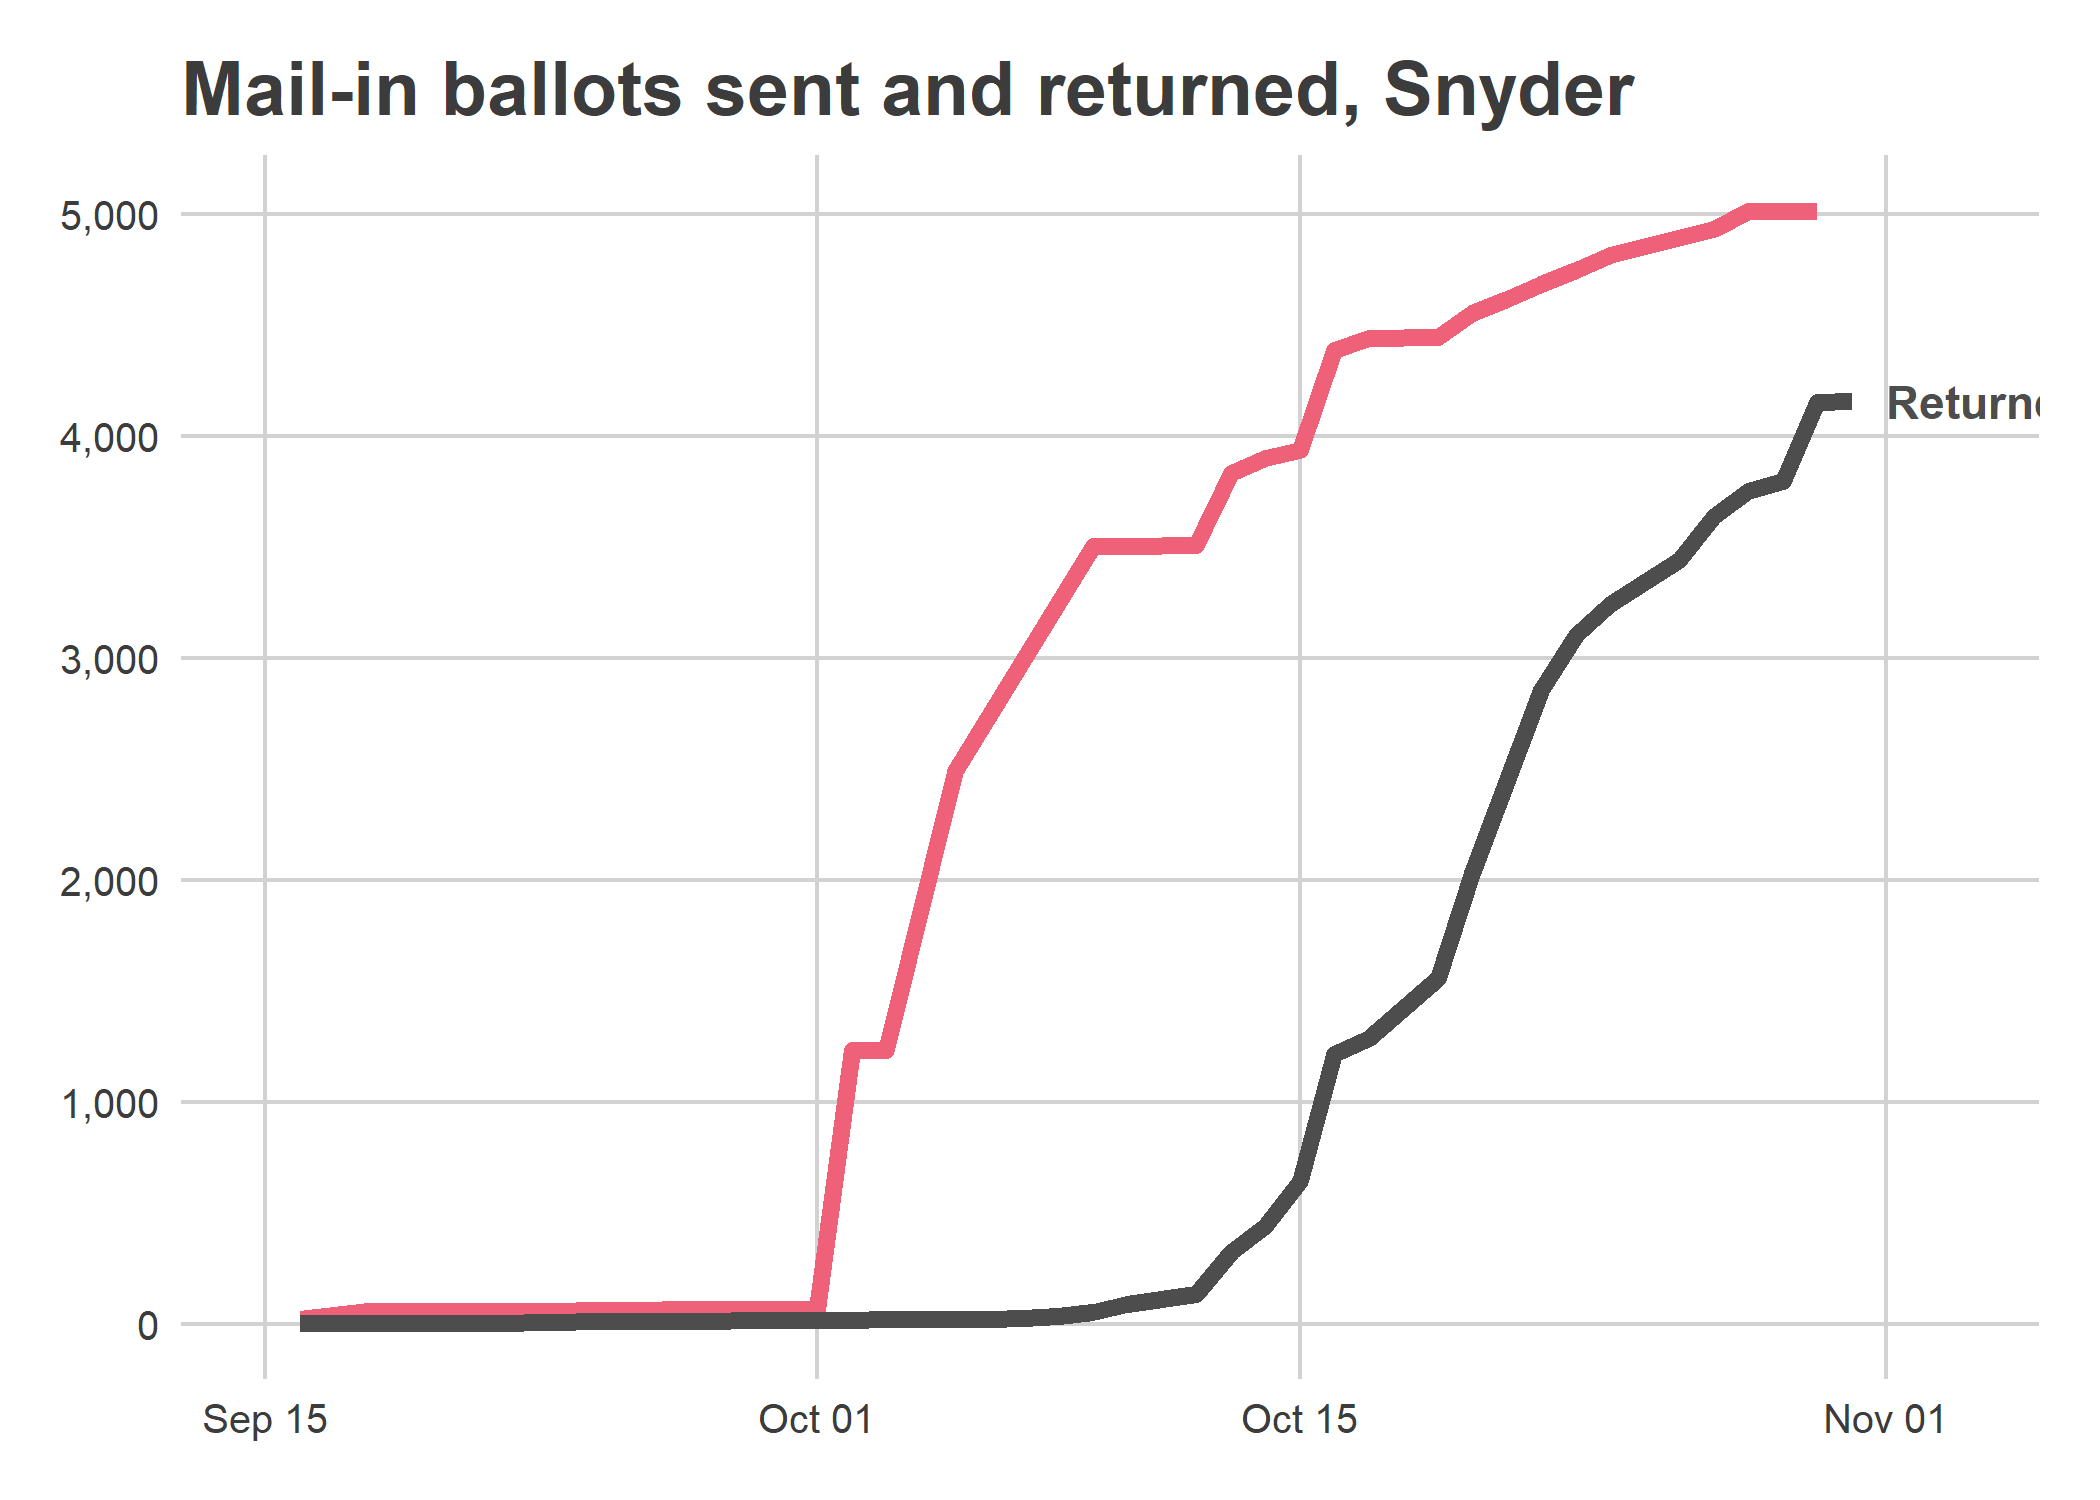 Mail-in ballots sent and returned, Snyder
5,000
Returne
4,000
3,000
2,000
1,000
0
Sep 15 Oct 01 Oct 15 Nov 01